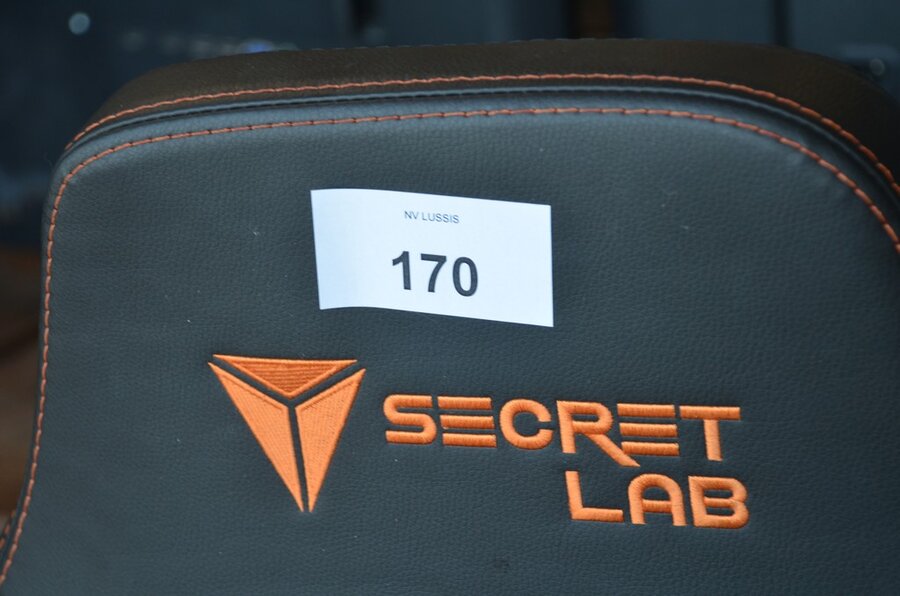 NV LUSSIS
170
SECRET
LAB